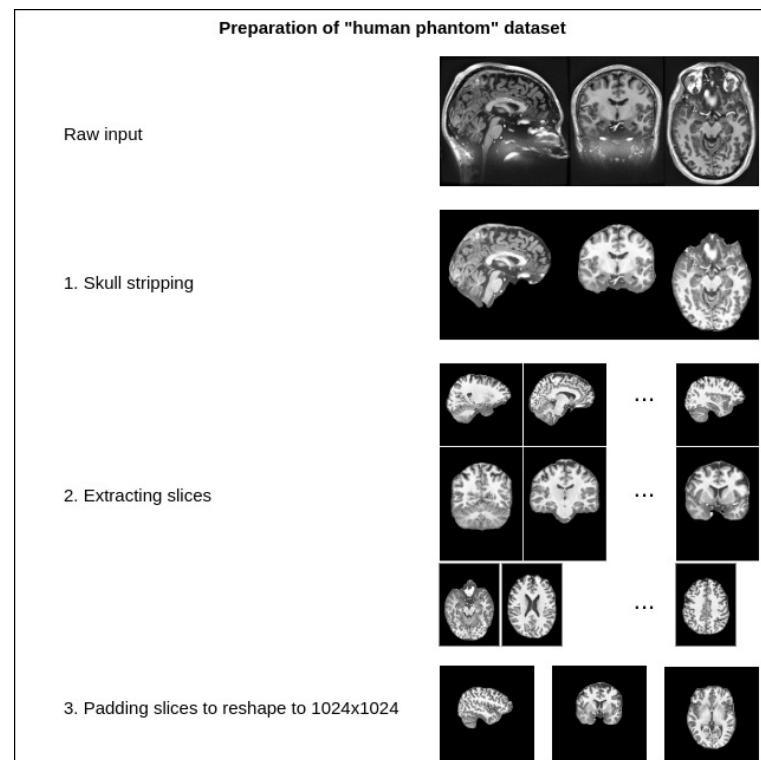 Preparation of "human phantom" dataset
Raw input
1. Skull stripping
...
2. Extracting slices
...
...
3. Padding slices to reshape to 1024x1024